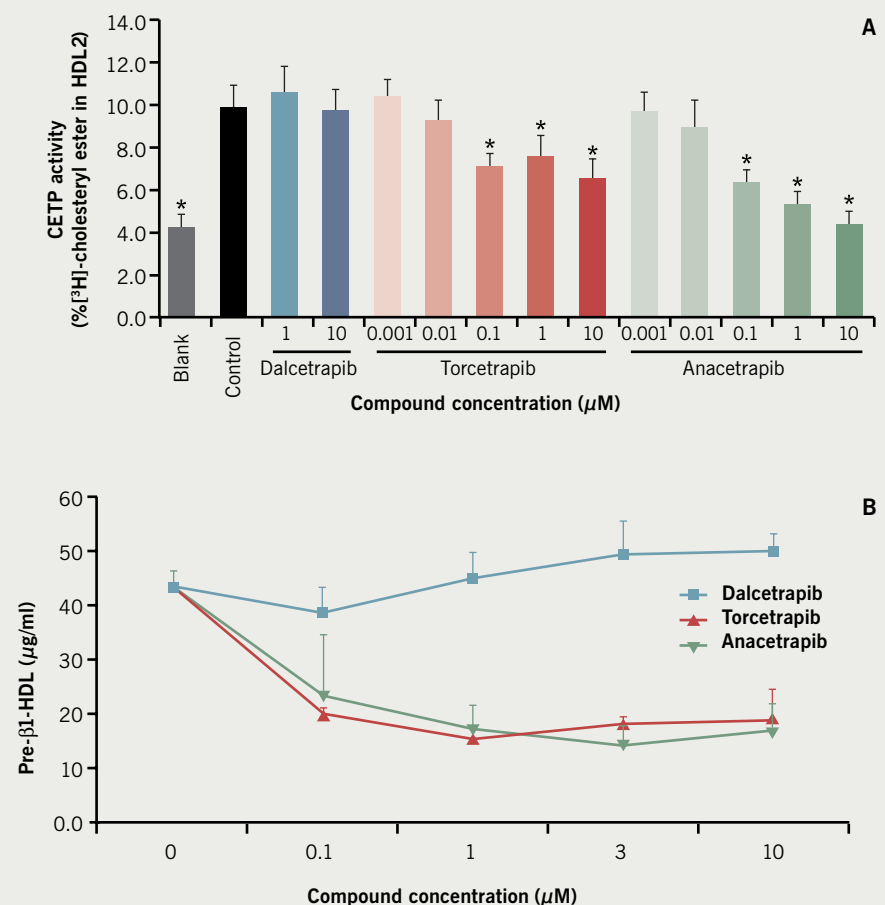 A
CETP activity
(%[³H]-cholesteryl ester in HDL2)
14.0
12.0
10.0
8.0
6.0
4.0
2.0
0.0
* * * * * * *
Blank
Control
1 10 0.001 0.01 0.1 1 10 0.001 0.01 0.1 1 10
Dalcetrapib Torcetrapib Anacetrapib
Compound concentration (μM)
B
Pre-β1-HDL (μg/ml)
60
50
40
30
20
10
0.0
Dalcetrapib
Torcetrapib
Anacetrapib
0 0.1 1 3 10
Compound concentration (μM)